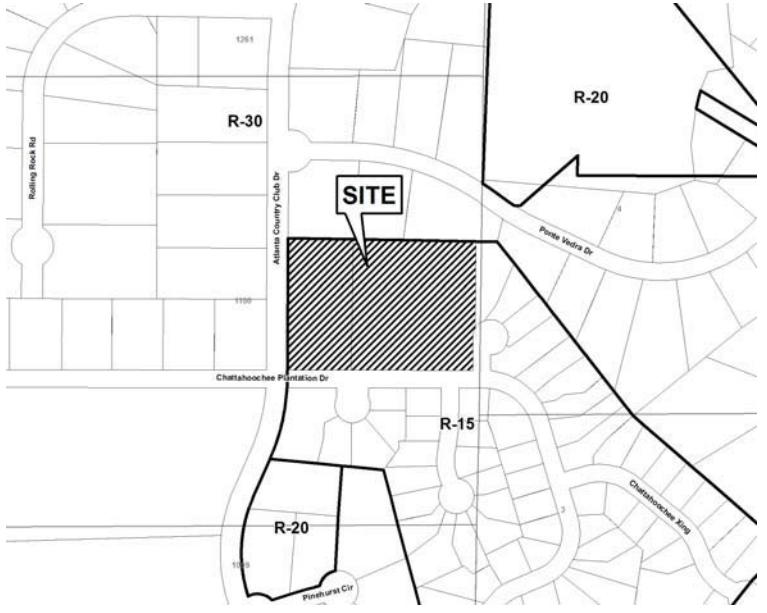 1261
R-20
R-30
Rolling Rock Rd
Atlanta Country Club Dr
SITE
4
Ponte Vedra Dr
1160
Chattahoochee Plantation Dr
R-15
Chattahoochee Xing
3
R-20
Pinehurst Cir